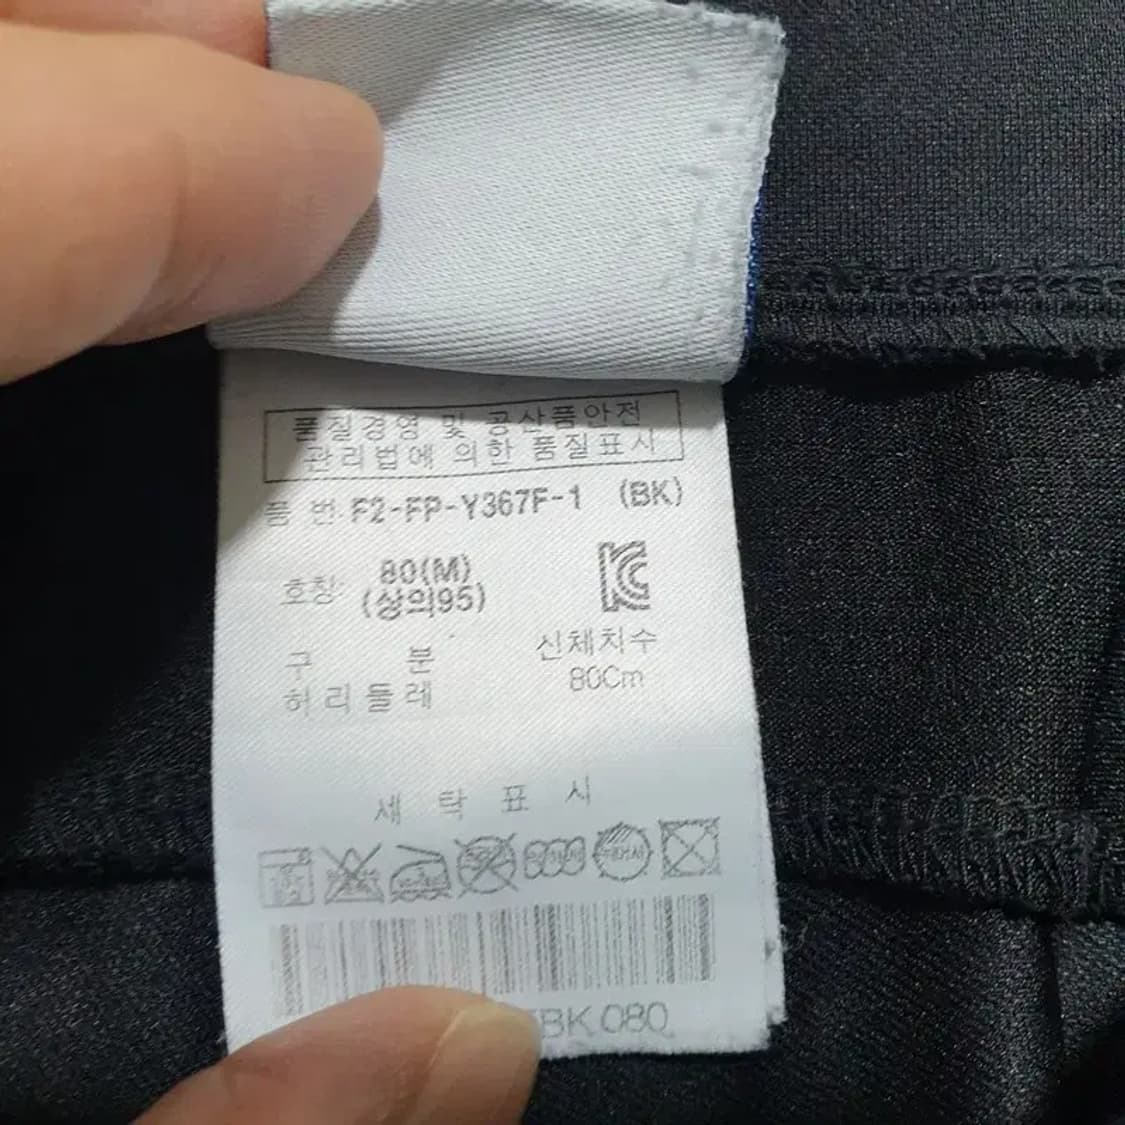 품질경영 및 공산품안전
관리법에 의한 품질표시
품 번: F2-FP-Y367F-1 (BK)
호칭: 80(M)
(상의95)
구 분 신체치수
허리둘레 80Cm
세 탁 표 시
BK 080